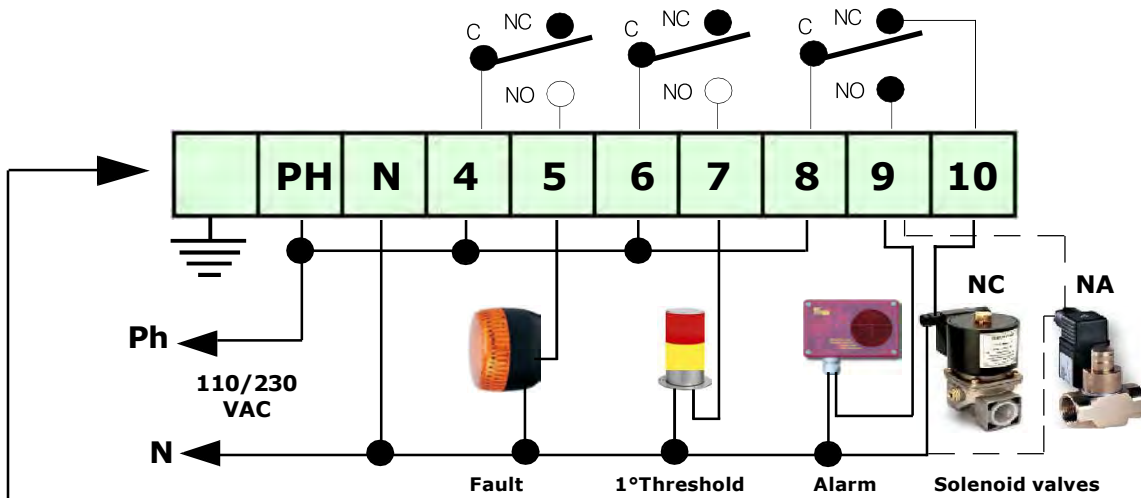 C NC NO
C NC NO
C NC NO
PH N 4 5 6 7 8 9 10
NC NA
Ph
110/230
VAC
N
Fault 1°Threshold Alarm Solenoid valves